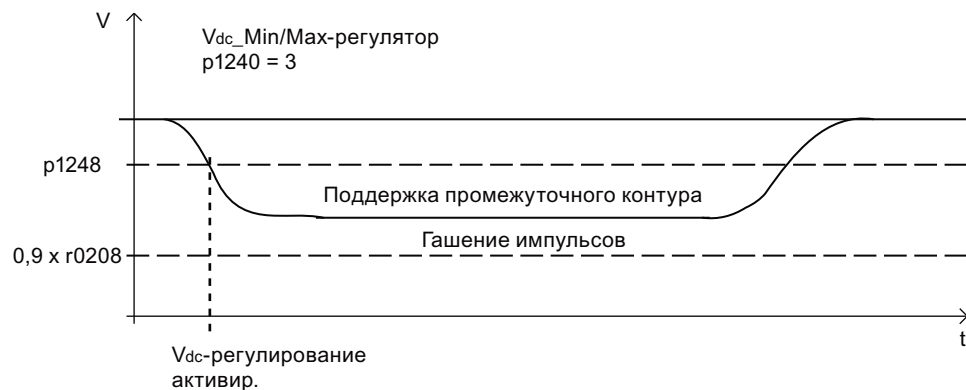 V
Vdc_Min/Max-регулятор
p1240 = 3
p1248
Поддержка промежуточного контура
Гашение импульсов
0,9 x r0208
t
Vdc-регулирование
активир.